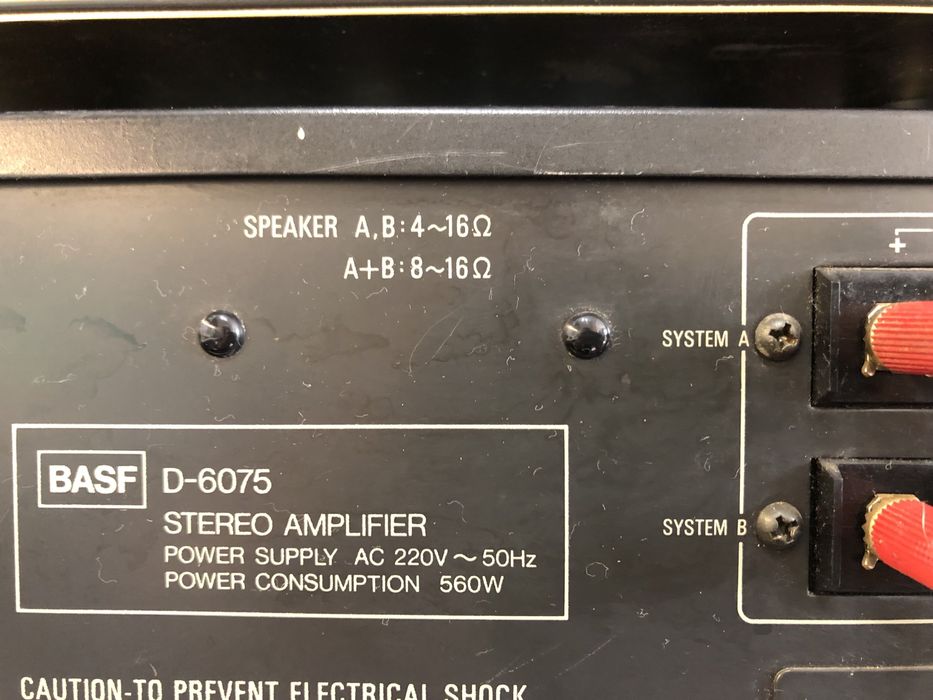 SPEAKER A,B:4~16Ω
A+B:8~16Ω
+
SYSTEM A
SYSTEM B
BASF D-6075
STEREO AMPLIFIER
POWER SUPPLY AC 220V ~ 50Hz
POWER CONSUMPTION 560W
CAUTION-TO PREVENT ELECTRICAL SHOCK